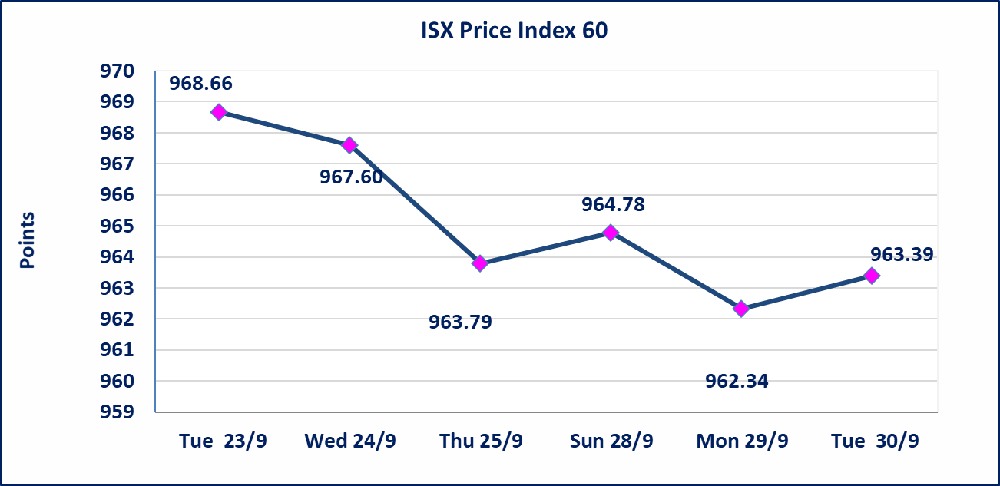 ISX Price Index 60
Points
970
969
968
967
966
965
964
963
962
961
960
959
968.66
967.60
963.79
964.78
962.34
963.39
Tue  23/9
Wed 24/9
Thu 25/9
Sun 28/9
Mon 29/9
Tue  30/9